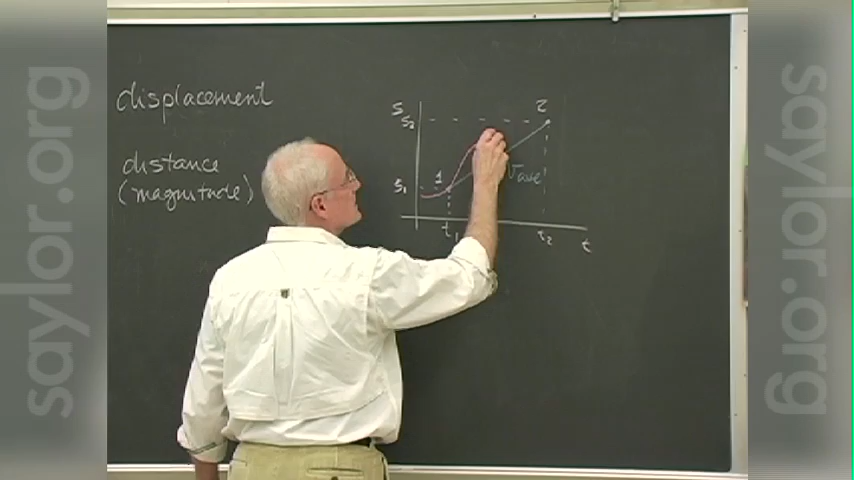 displacement
distance
(magnitude)
s
s₂
2
1
s₁
Vave
t₁
t₂
t
saylor.org
saylor.org